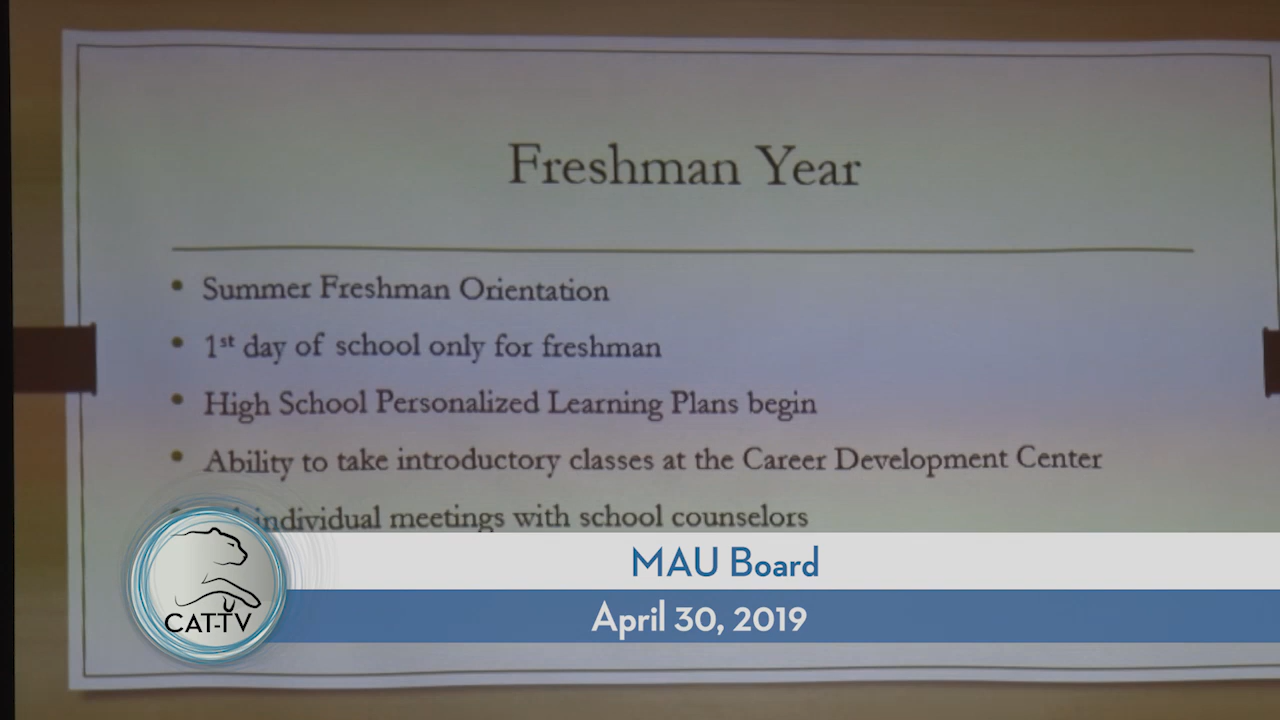 Freshman Year
• Summer Freshman Orientation
• 1st day of school only for freshman
• High School Personalized Learning Plans begin
• Ability to take introductory classes at the Career Development Center
individual meetings with school counselors
MAU Board
CAT-TV
April 30, 2019